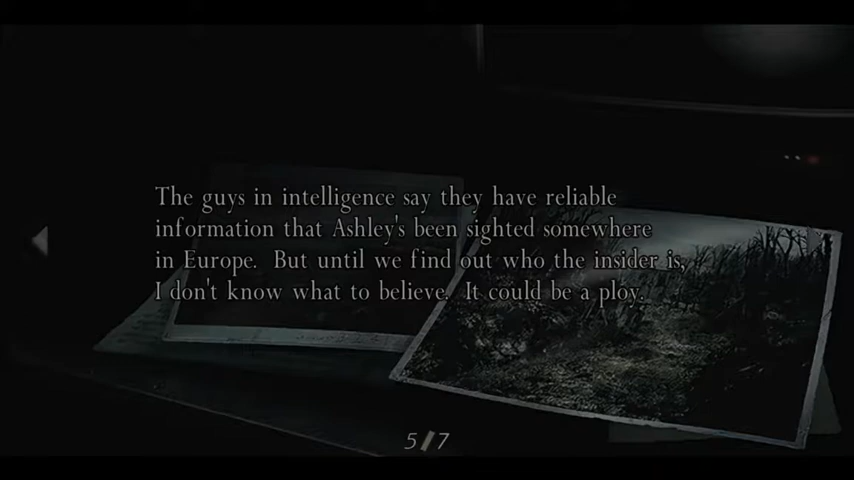 The guys in intelligence say they have reliable
information that Ashley's been sighted somewhere
in Europe. But until we find out who the insider is,
I don't know what to believe. It could be a ploy.
5/7